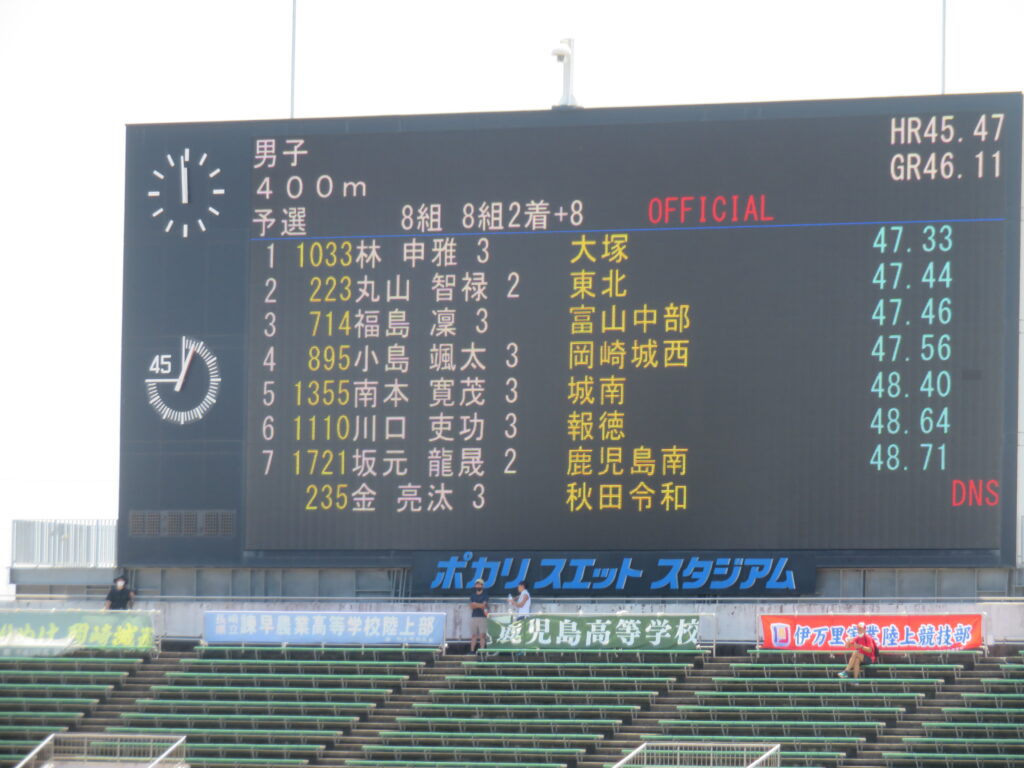 HR45.47
男子
GR46.11
400m
予選 8組 8組2着+8 OFFICIAL
1 1033林 申雅 3 大塚 47.33
2 223丸山 智禄 2 東北 47.44
3 714福島 凜 3 富山中部 47.46
4 895小島 颯太 3 岡崎城西 47.56
5 1355南本 寛茂 3 城南 48.40
6 1110川口 吏功 3 報徳 48.64
7 1721坂元 龍晟 2 鹿児島南 48.71
235金 亮汰 3 秋田令和 DNS
45
ポカリスエット スタジアム
諫早農業高等学校陸上部
鹿児島高等学校
伊万里実業陸上競技部